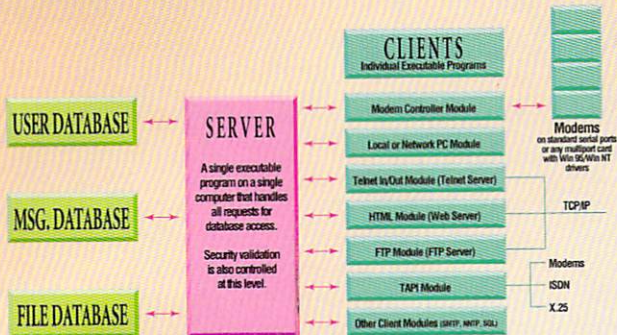 USER DATABASE
MSG. DATABASE
FILE DATABASE
SERVER
A single executable
program on a single
computer that handles
all requests for
database access.
Security validation
is also controlled
at this level.
CLIENTS
Individual Executable Programs
Modem Controller Module
Local or Network PC Module
Telnet In/Out Module (Telnet Server)
HTML Module (Web Server)
FTP Module (FTP Server)
TAPI Module
Other Client Modules (SMTP, NNTP, SQL)
Modems
on standard serial ports
or any multiport card
with Win 95/Win NT
drivers
TCP/IP
Modems
ISDN
X.25